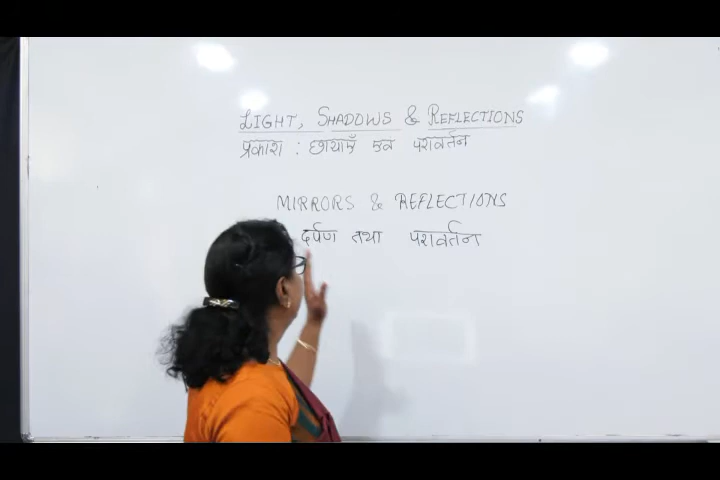 LIGHT, SHADOWS & REFLECTIONS
प्रकाश : छायाएँ एव परावर्तन
MIRRORS & REFLECTIONS
दर्पण तथा परावर्तन